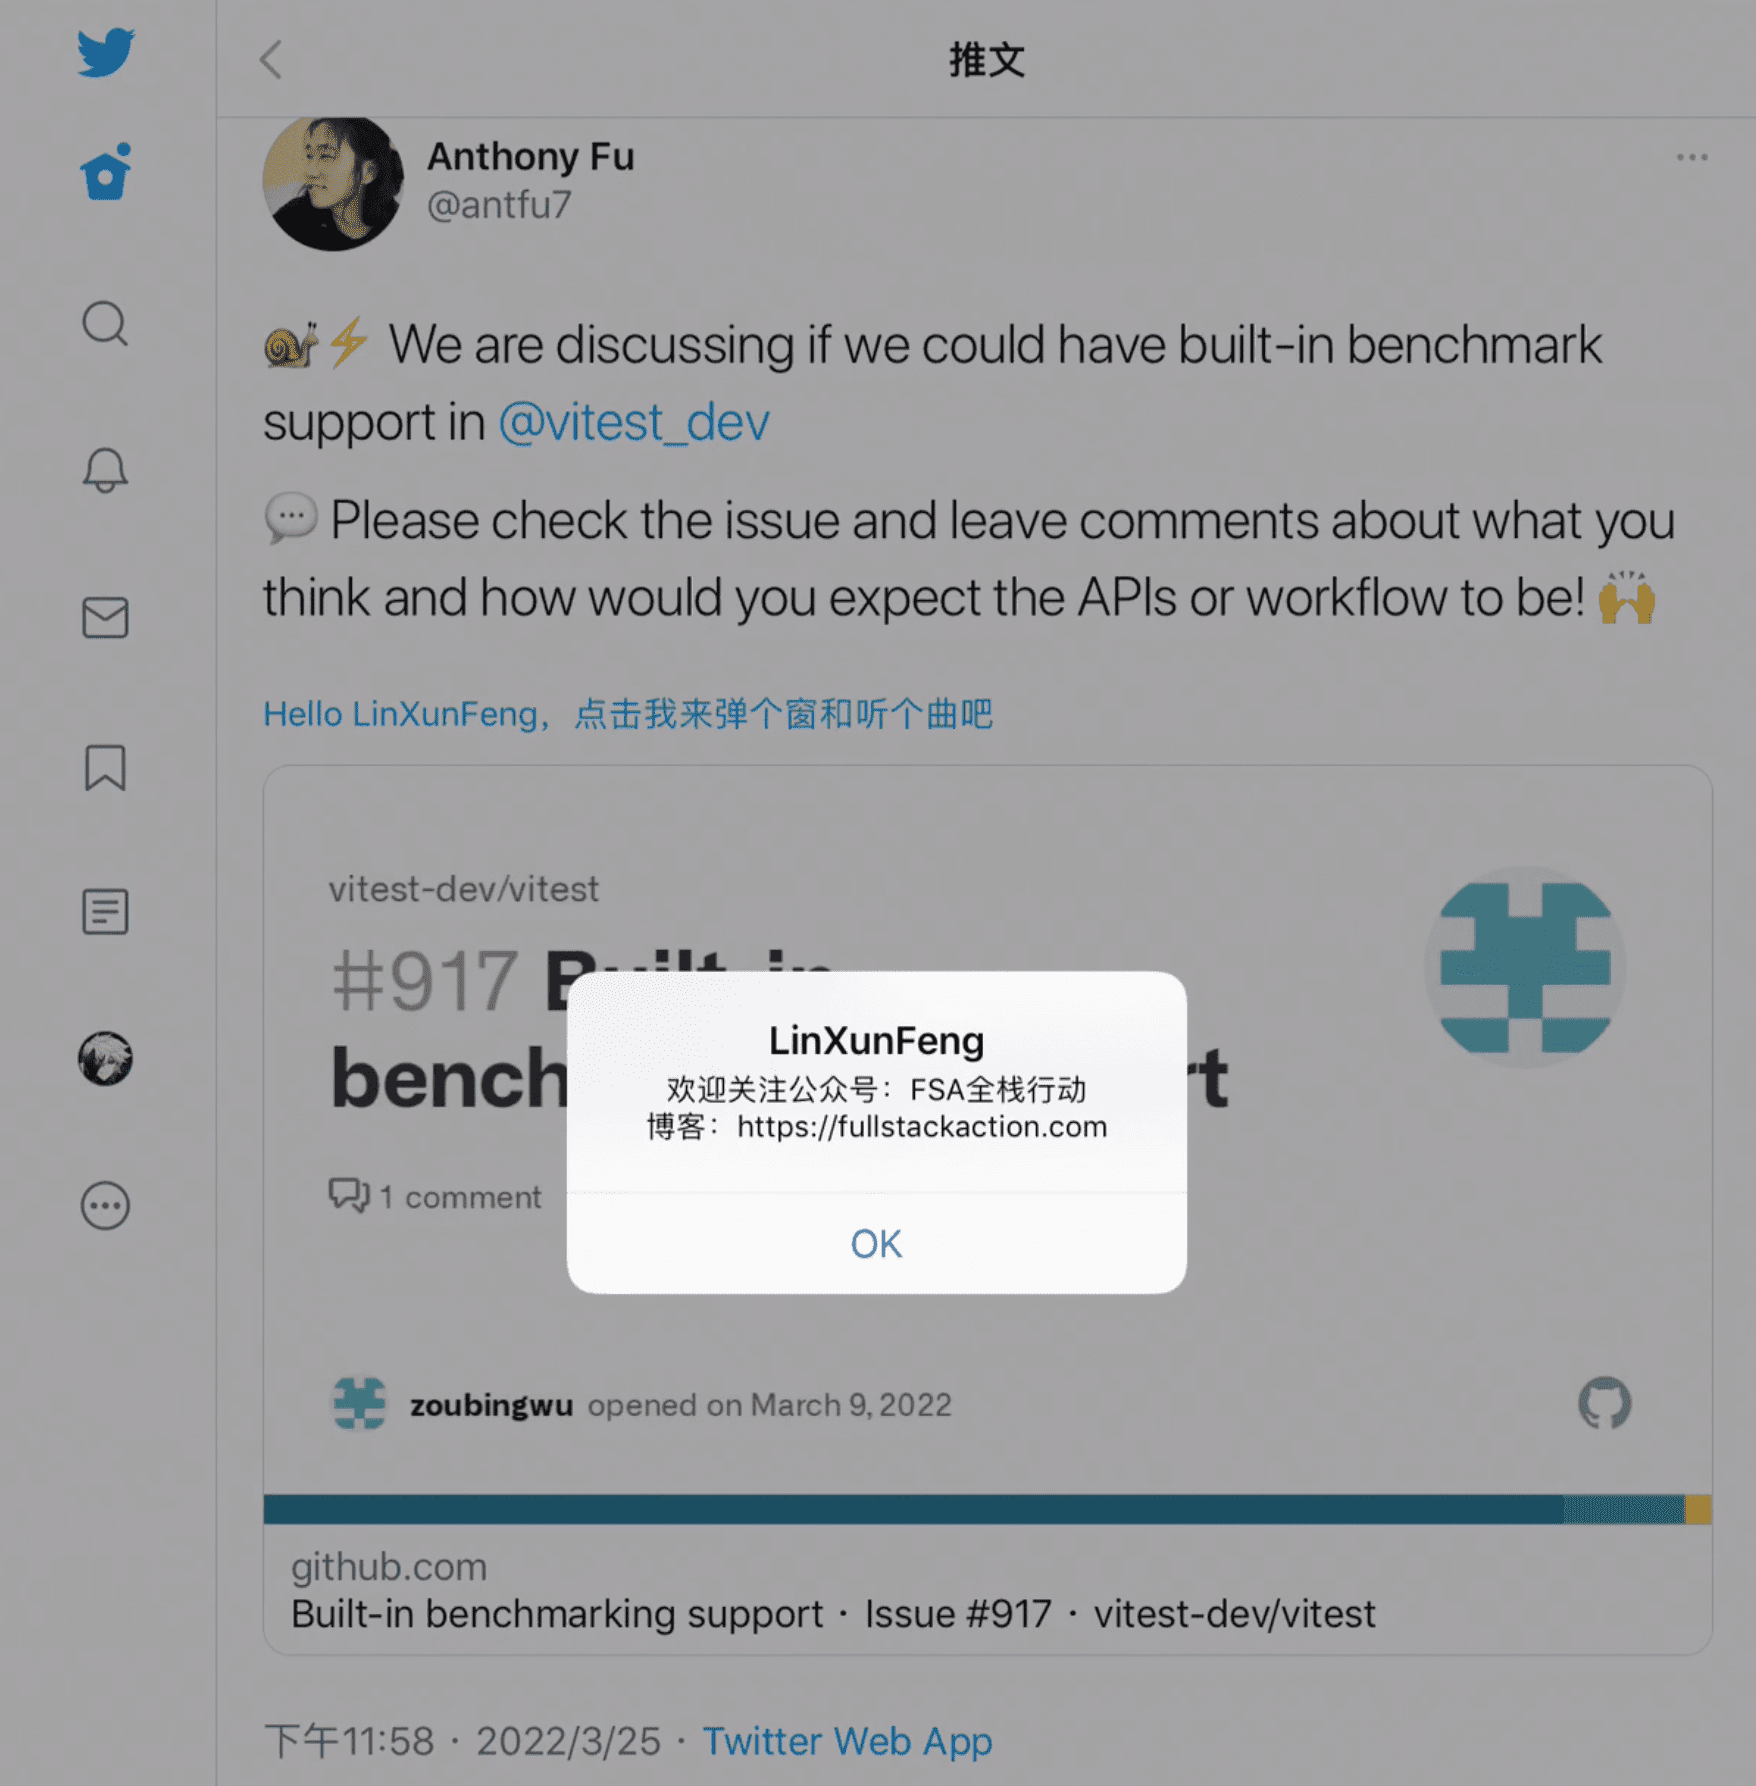 推文
Anthony Fu
@antfu7
🐌⚡ We are discussing if we could have built-in benchmark
support in @vitest_dev
💬 Please check the issue and leave comments about what you
think and how would you expect the APIs or workflow to be! 🙌
Hello LinXunFeng，点击我来弹个窗和听个曲吧
vitest-dev/vitest
#917 Built-in
LinXunFeng
欢迎关注公众号：FSA全栈行动
博客：https://fullstackaction.com
OK
1 comment
zoubingwu opened on March 9, 2022
github.com
Built-in benchmarking support · Issue #917 · vitest-dev/vitest
下午11:58 · 2022/3/25 · Twitter Web App